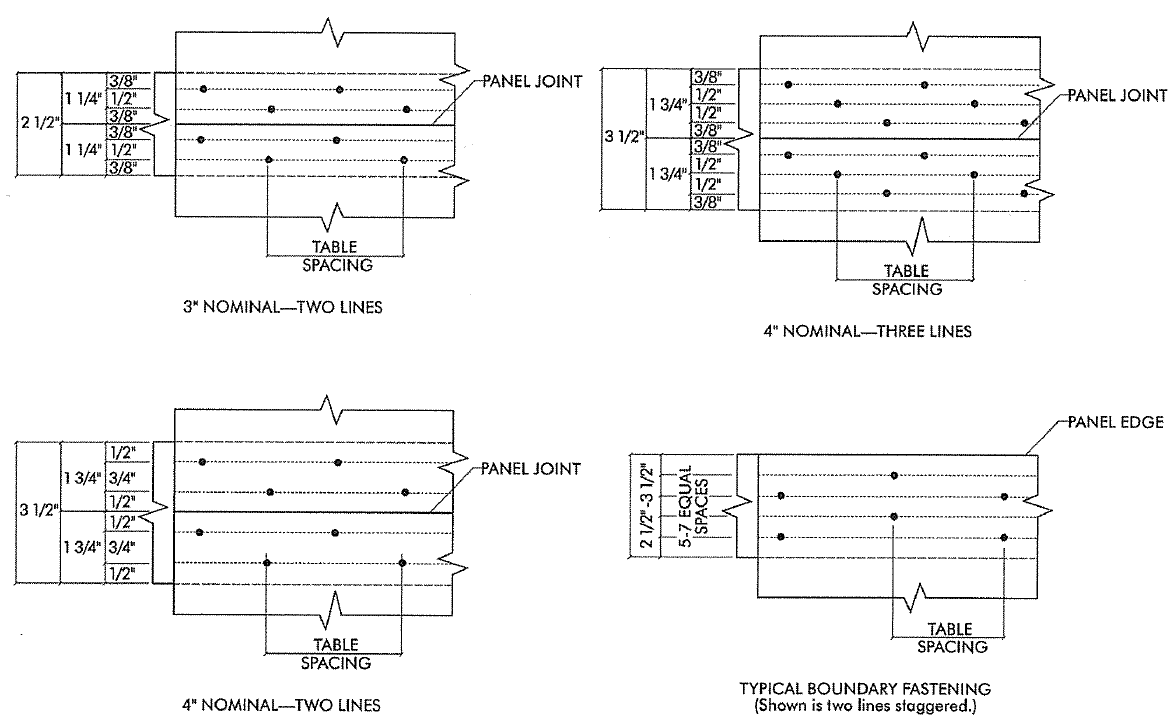 3/8"
1/2"
3/8"
3/8"
1/2"
3/8"
1 1/4"
1 1/4"
2 1/2"
PANEL JOINT
TABLE
SPACING
3" NOMINAL—TWO LINES
3/8"
1/2"
1/2"
3/8"
3/8"
1/2"
1/2"
3/8"
1 3/4"
1 3/4"
3 1/2"
PANEL JOINT
TABLE
SPACING
4" NOMINAL—THREE LINES
1/2"
3/4"
1/2"
1/2"
3/4"
1/2"
1 3/4"
1 3/4"
3 1/2"
PANEL JOINT
TABLE
SPACING
4" NOMINAL—TWO LINES
PANEL EDGE
2 1/2"-3 1/2"
5-7 EQUAL
SPACES
TABLE
SPACING
TYPICAL BOUNDARY FASTENING
(Shown is two lines staggered.)